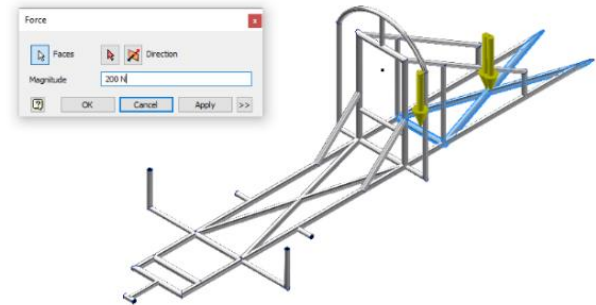 Force
Faces
Direction
Magnitude
200 N
OK
Cancel
Apply
>>